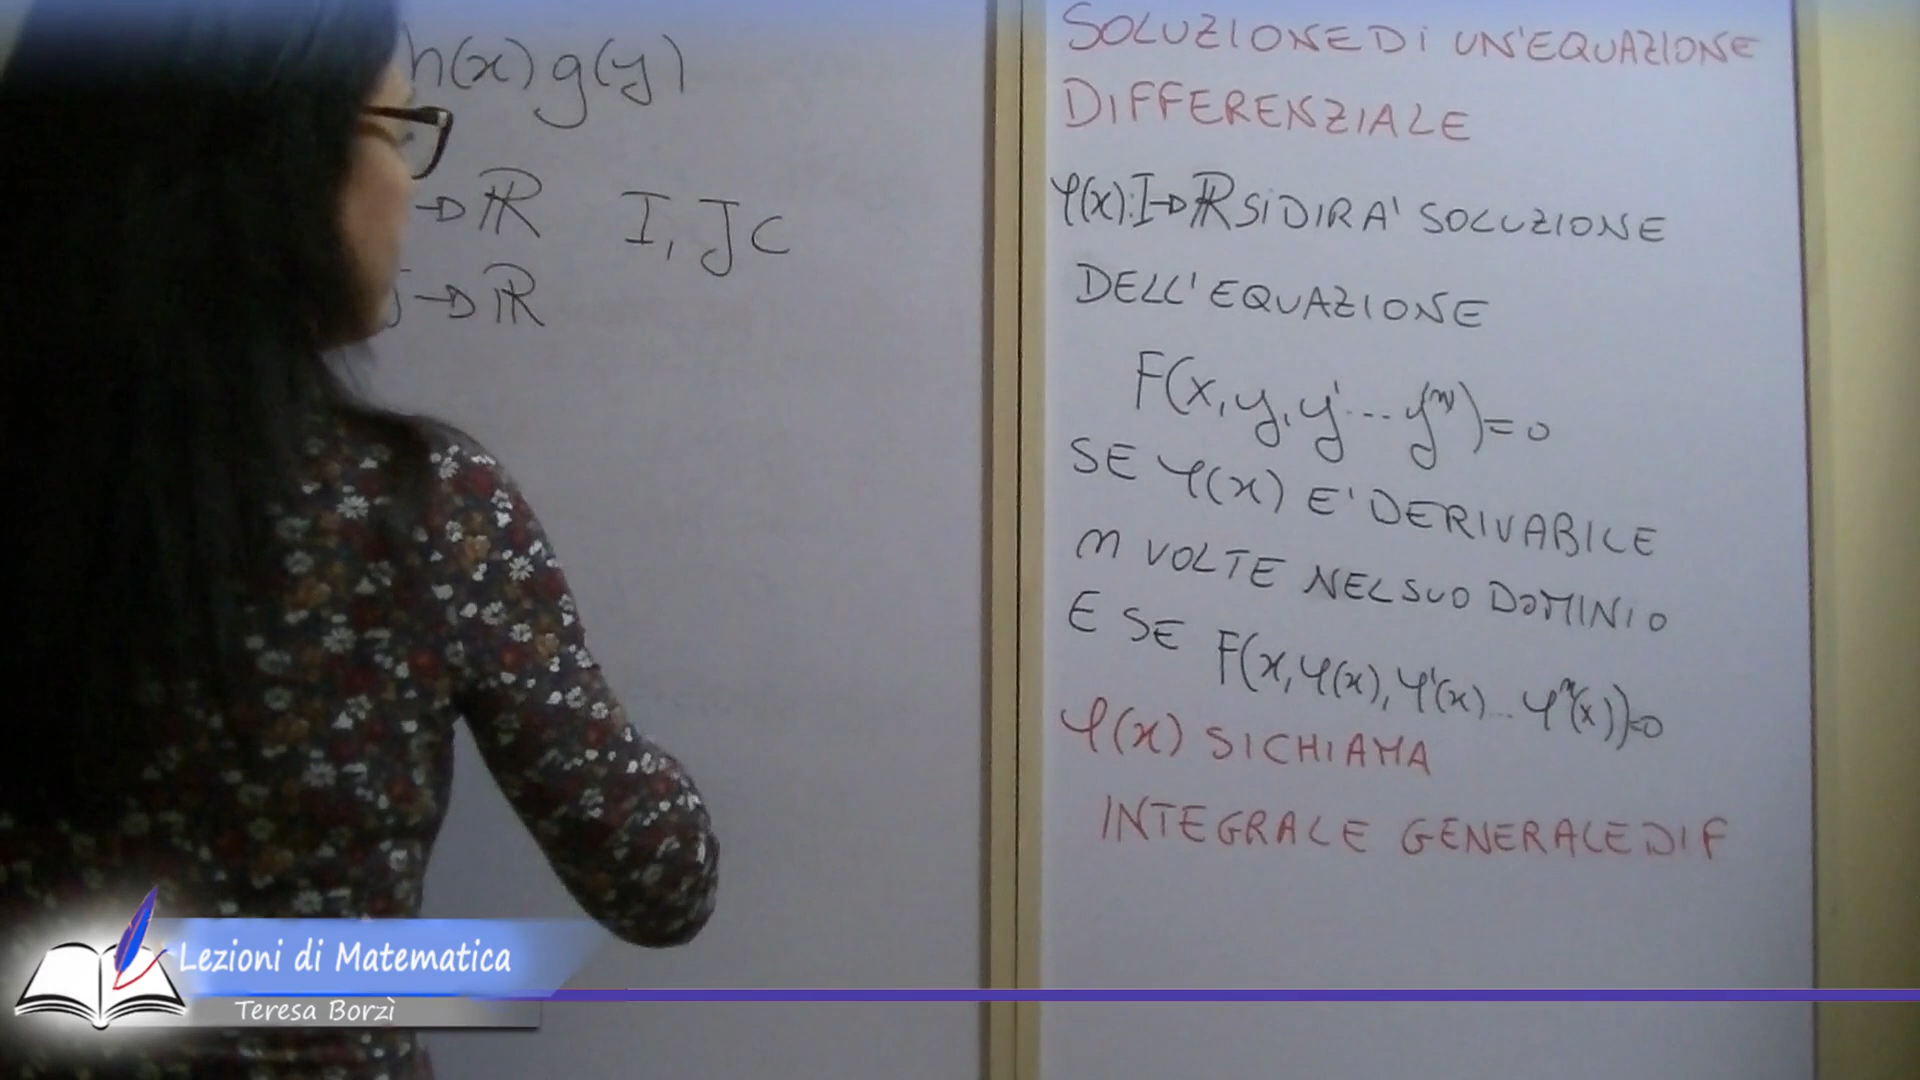 h(x) g(y)
→ ℝ I, J ⊂
J → ℝ
SOLUZIONE DI UN'EQUAZIONE
DIFFERENZIALE
φ(x): I → ℝ SI DIRA' SOLUZIONE
DELL'EQUAZIONE
F(x, y, y' ... y⁽ⁿ⁾) = 0
SE φ(x) E' DERIVABILE
n VOLTE NEL SUO DOMINIO
E SE F(x, φ(x), φ'(x) ... φⁿ(x)) = 0
φ(x) SI CHIAMA
INTEGRALE GENERALE DI F
Lezioni di Matematica
Teresa Borzì